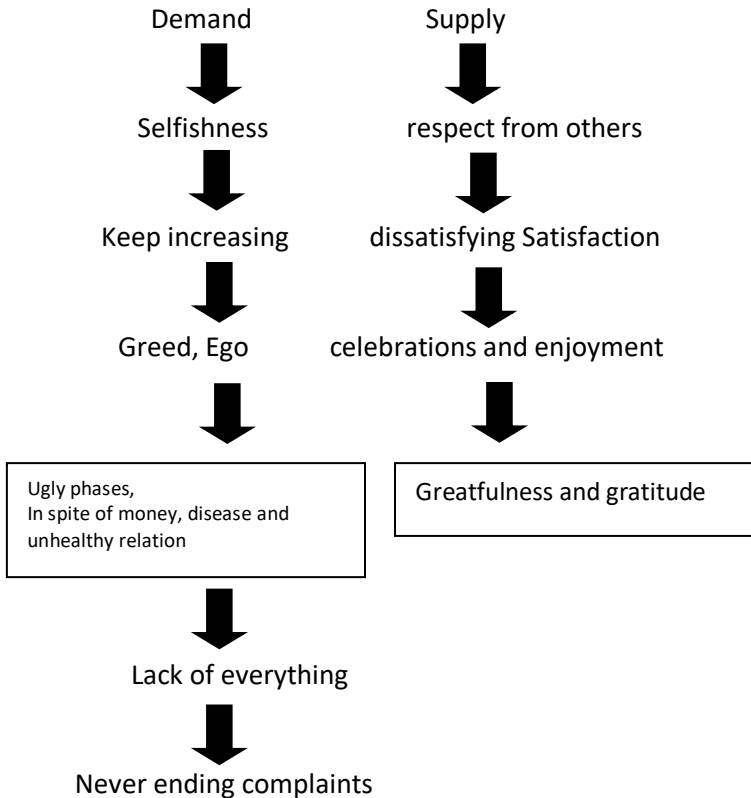 Demand Supply
Selfishness respect from others
Keep increasing dissatisfying Satisfaction
Greed, Ego celebrations and enjoyment
Ugly phases,
In spite of money, disease and
unhealthy relation
Greatfulness and gratitude
Lack of everything
Never ending complaints